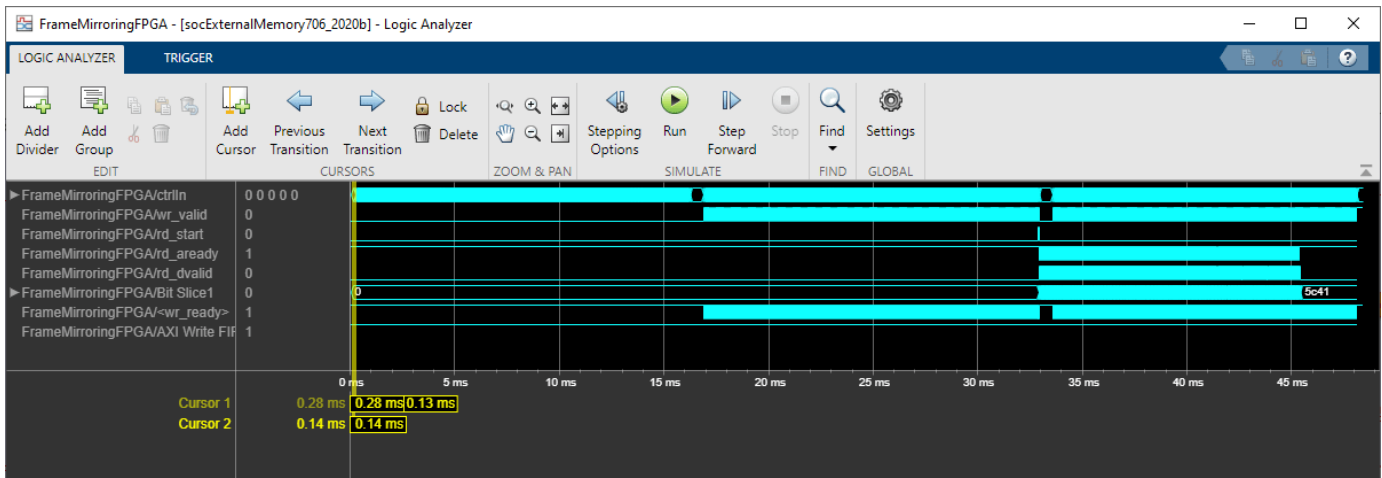 FrameMirroringFPGA - [socExternalMemory706_2020b] - Logic Analyzer
LOGIC ANALYZER TRIGGER
Add Divider
Add Group
Add Cursor
Previous Transition
Next Transition
Lock
Delete
Stepping Options
Run
Step Forward
Stop
Find
Settings
EDIT CURSORS ZOOM & PAN SIMULATE FIND GLOBAL
FrameMirroringFPGA/ctrlIn 0 0 0 0 0
FrameMirroringFPGA/wr_valid 0
FrameMirroringFPGA/rd_start 0
FrameMirroringFPGA/rd_aready 1
FrameMirroringFPGA/rd_dvalid 0
FrameMirroringFPGA/Bit Slice1 0 0 5c41
FrameMirroringFPGA/<wr_ready> 1
FrameMirroringFPGA/AXI Write FIF 1
0 ms 5 ms 10 ms 15 ms 20 ms 25 ms 30 ms 35 ms 40 ms 45 ms
Cursor 1 0.28 ms 0.28 ms 0.13 ms
Cursor 2 0.14 ms 0.14 ms